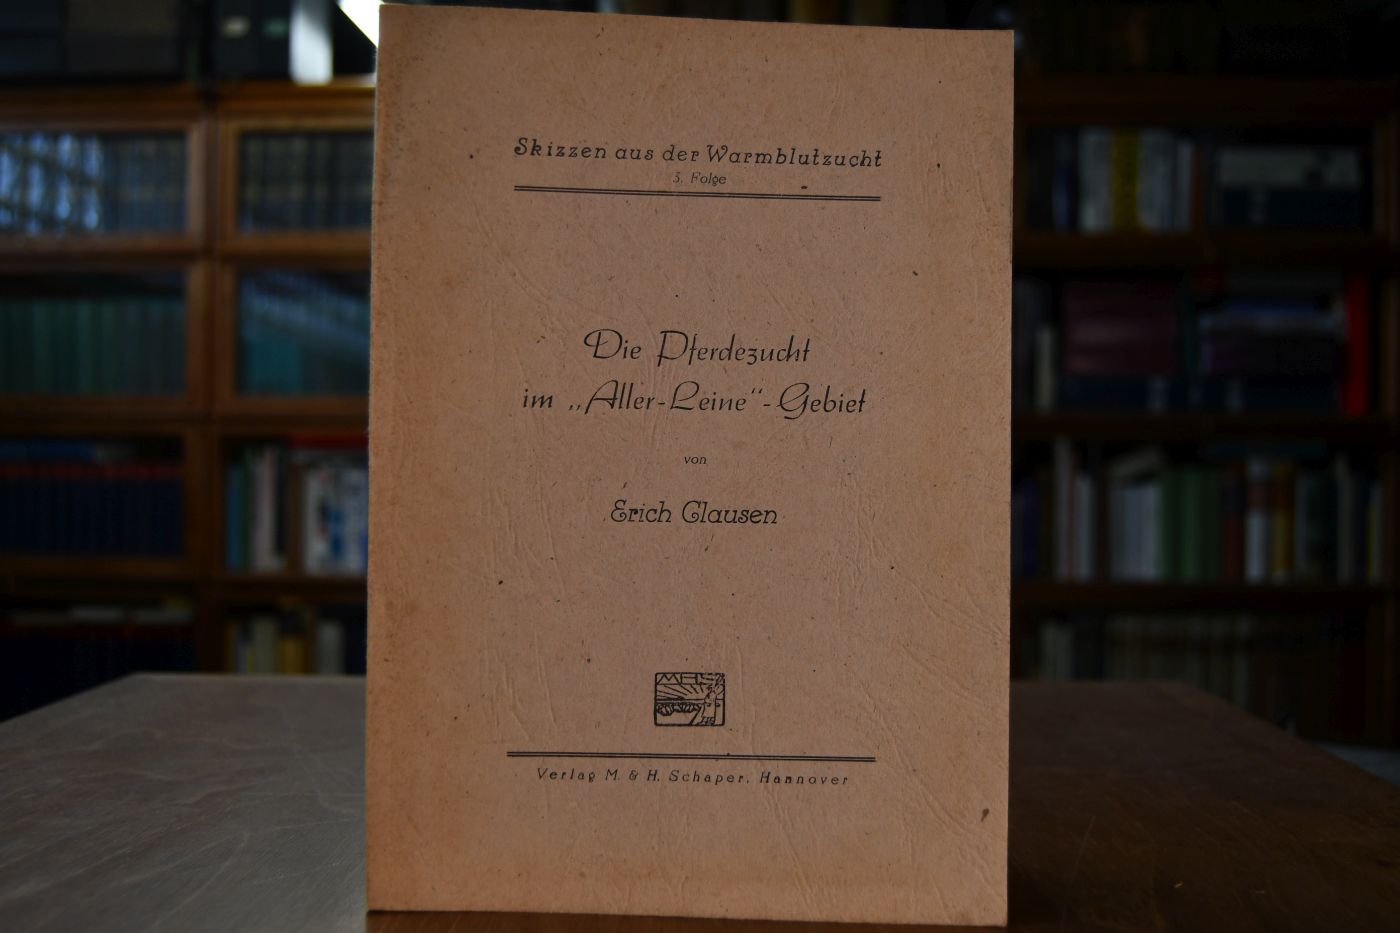 Skizzen aus der Warmblutzucht
3. Folge
Die Pferdezucht
im „Aller-Leine“-Gebiet
von
Erich Clausen
Verlag M. & H. Schaper, Hannover